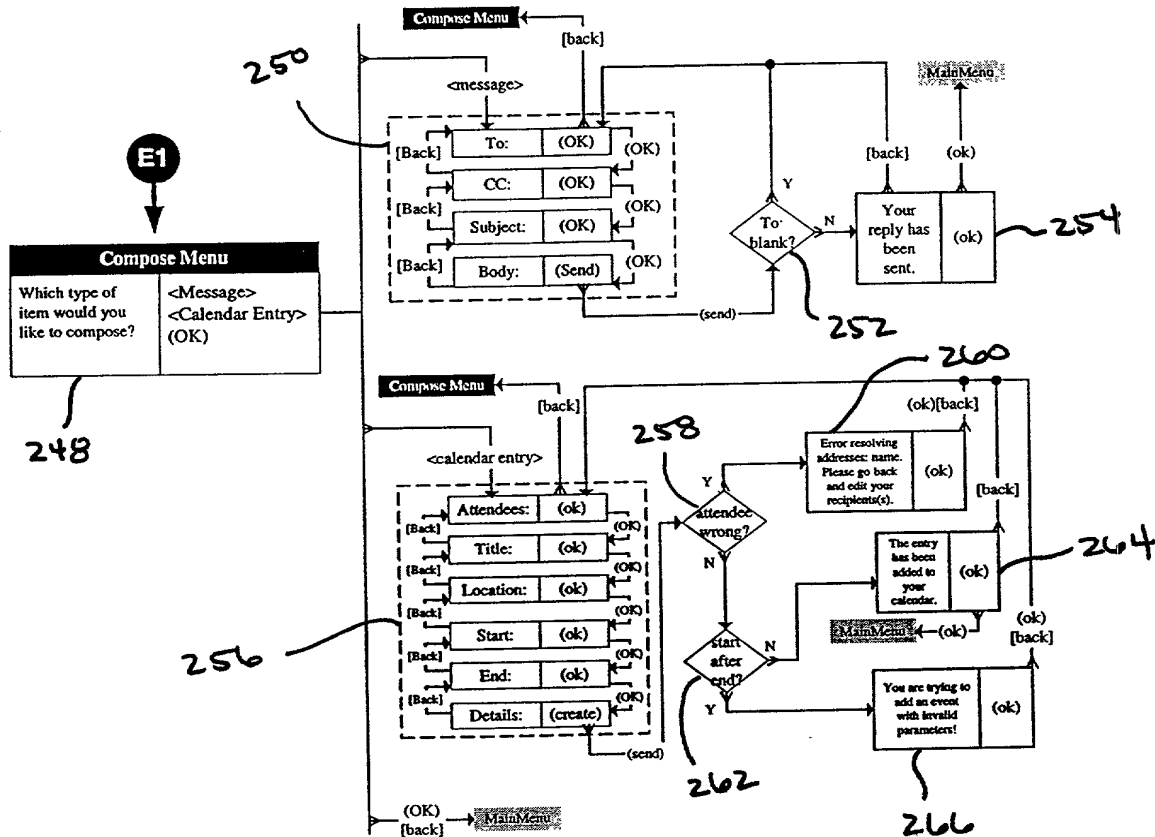 Compose Menu
[back]
250
<message>
MainMenu
E1
[Back]
To:
(OK)
(OK)
[back]
(ok)
CC:
(OK)
[Back]
(OK)
Y
Subject:
(OK)
To
blank?
N
Your
reply has
been
sent.
(ok)
254
[Back]
(OK)
Body:
(Send)
Compose Menu
Which type of
item would you
like to compose?
<Message>
<Calendar Entry>
(OK)
(send)
252
260
248
Compose Menu
[back]
258
(ok)[back]
<calendar entry>
Error resolving
addresses: name.
Please go back
and edit your
recipients(s).
(ok)
Y
[back]
Attendees:
(ok)
[Back]
(OK)
attendee
wrong?
Title:
(ok)
[Back]
(OK)
N
The entry
has been
added to
your
calendar.
(ok)
264
Location:
(ok)
[Back]
(OK)
(ok)
[back]
MainMenu
(ok)
256
Start:
(ok)
[Back]
(OK)
start
after
end?
N
End:
(ok)
[Back]
(OK)
Y
You are trying to
add an event
with invalid
parameters!
(ok)
Details:
(create)
(send)
262
(OK)
[back]
MainMenu
266